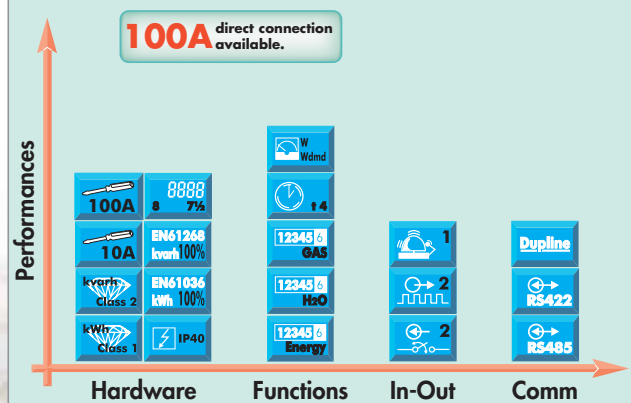 100A direct connection
available.
Performances
W
Wdmd
100A
8888
8 7½
t 4
10A
EN61268
kvarh 100%
12345 6
GAS
1
Dupline
kvarh
Class 2
EN61036
kWh 100%
12345 6
H2O
2
RS422
kWh
Class 1
IP40
12345 6
Energy
2
RS485
Hardware Functions In-Out Comm